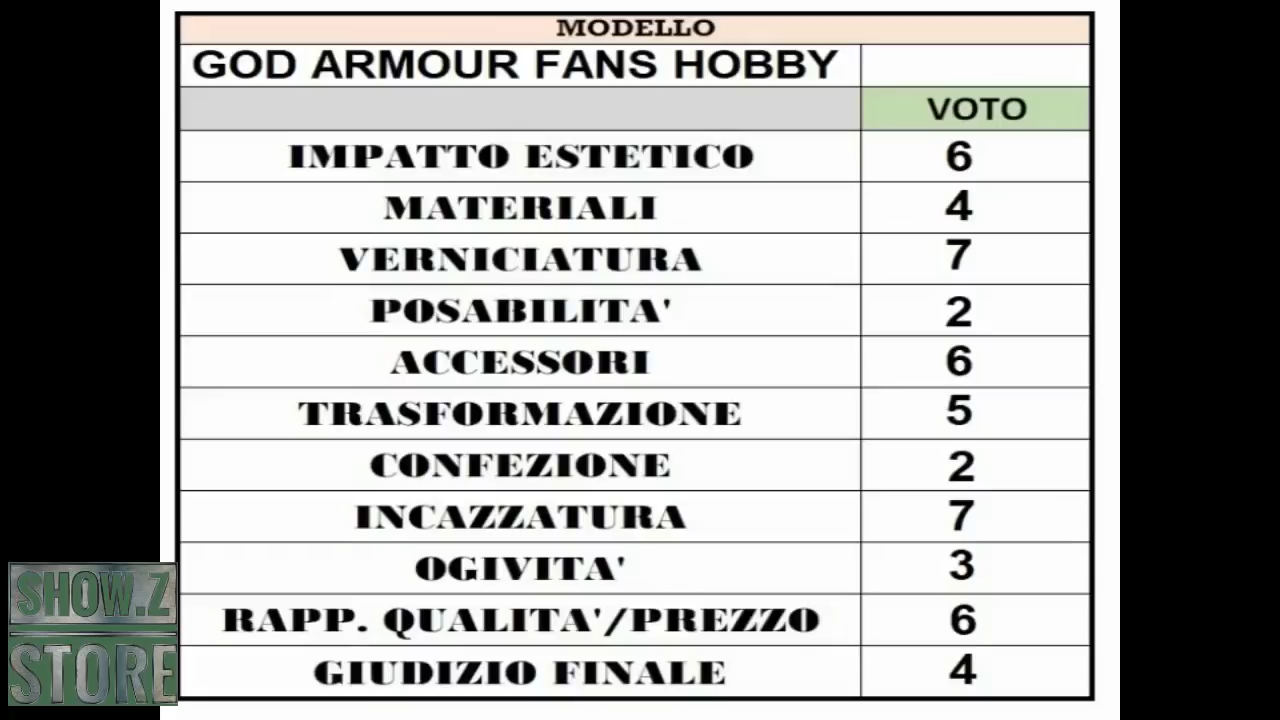 MODELLO
GOD ARMOUR FANS HOBBY
VOTO
IMPATTO ESTETICO 6
MATERIALI 4
VERNICIATURA 7
POSABILITA' 2
ACCESSORI 6
TRASFORMAZIONE 5
CONFEZIONE 2
INCAZZATURA 7
OGIVITA' 3
RAPP. QUALITA'/PREZZO 6
GIUDIZIO FINALE 4
SHOW.Z
STORE